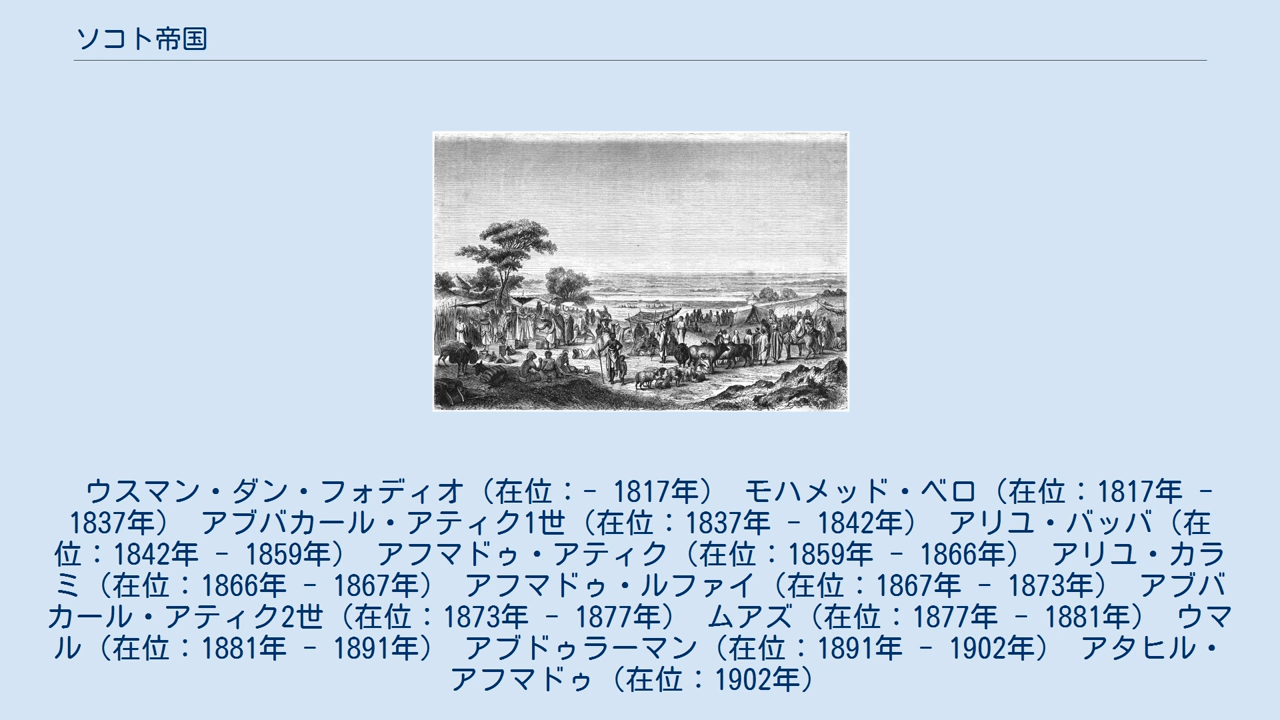 ソコト帝国
ウスマン・ダン・フォディオ（在位：− 1817年） モハメッド・ベロ（在位：1817年 −
1837年） アブバカール・アティク1世（在位：1837年 − 1842年） アリユ・バッバ（在
位：1842年 − 1859年） アフマドゥ・アティク（在位：1859年 − 1866年） アリユ・カラ
ミ（在位：1866年 − 1867年） アフマドゥ・ルファイ（在位：1867年 − 1873年） アブバ
カール・アティク2世（在位：1873年 − 1877年） ムアズ（在位：1877年 − 1881年） ウマ
ル（在位：1881年 − 1891年） アブドゥラーマン（在位：1891年 − 1902年） アタヒル・
アフマドゥ（在位：1902年）